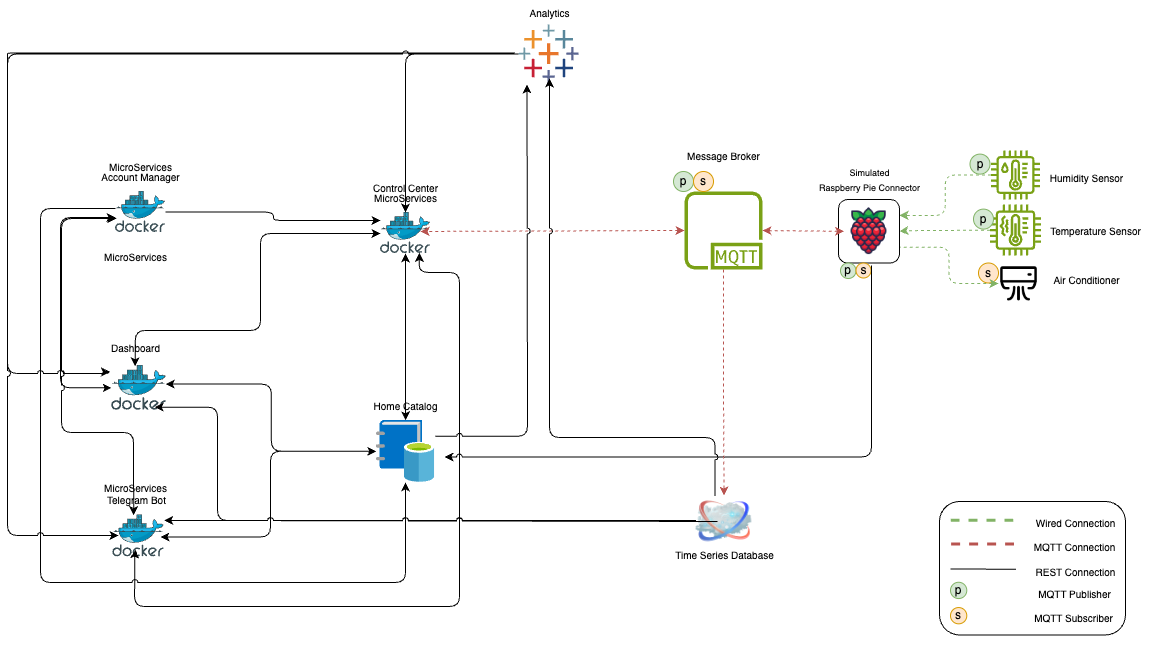 Analytics
MicroServices
Account Manager
docker
MicroServices
Control Center
MicroServices
docker
Message Broker
p
s
MQTT
Simulated
Raspberry Pie Connector
p
s
p
Humidity Sensor
p
Temperature Sensor
s
Air Conditioner
Dashboard
docker
Home Catalog
MicroServices
Telegram Bot
docker
Time Series Database
Wired Connection
MQTT Connection
REST Connection
p
MQTT Publisher
s
MQTT Subscriber